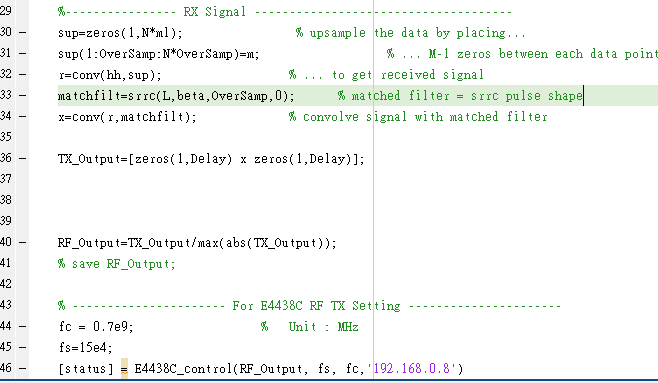 29 %--------------- RX Signal ----------------------------------
30 – sup=zeros(1,N*ml); % upsample the data by placing...
31 – sup(1:OverSamp:N*OverSamp)=m; % ... M-1 zeros between each data point
32 – r=conv(hh,sup); % ... to get received signal
33 – matchfilt=srrc(L,beta,OverSamp,0); % matched filter = srrc pulse shape
34 – x=conv(r,matchfilt); % convolve signal with matched filter
35
36 – TX_Output=[zeros(1,Delay) x zeros(1,Delay)];
37
38
39
40 – RF_Output=TX_Output/max(abs(TX_Output));
41 % save RF_Output;
42
43 % -------------------- For E4438C RF TX Setting --------------------
44 – fc = 0.7e9; % Unit : MHz
45 – fs=15e4;
46 – [status] = E4438C_control(RF_Output, fs, fc,'192.168.0.8')